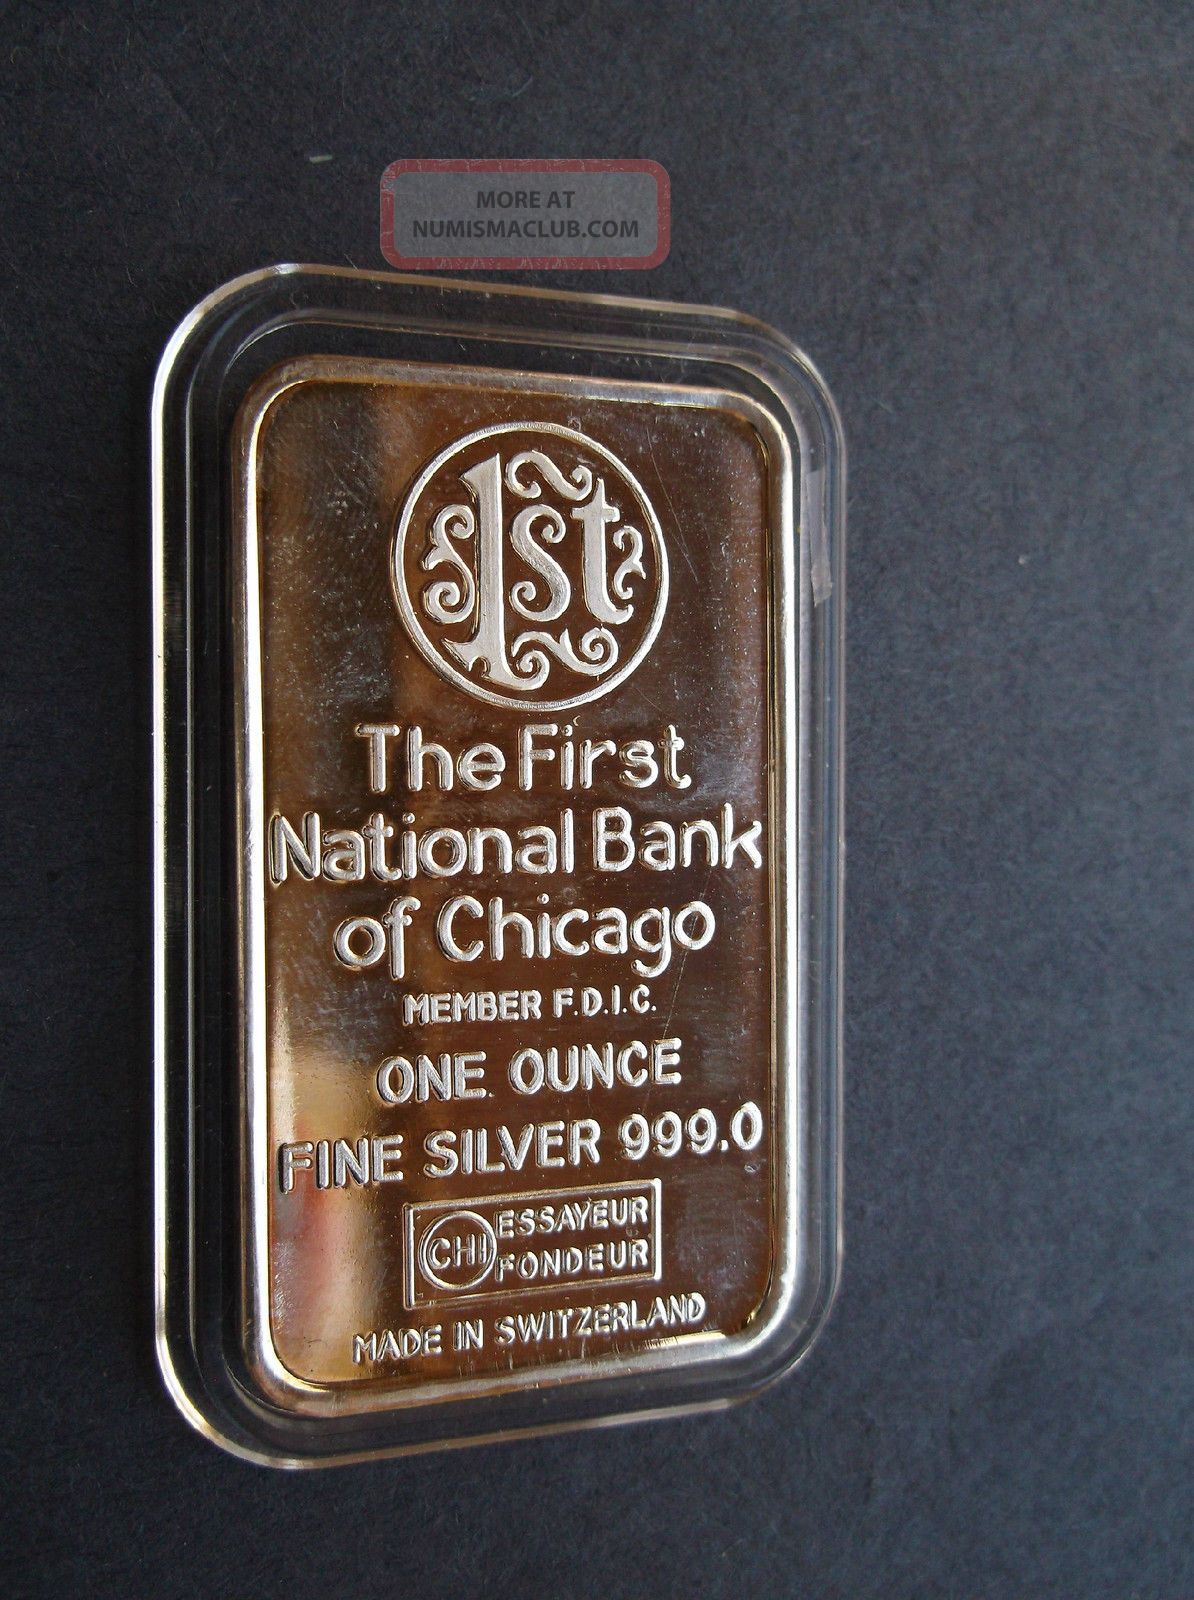 MORE AT
NUMISMACLUB.COM
1st
The First
National Bank
of Chicago
MEMBER F.D.I.C.
ONE OUNCE
FINE SILVER 999.0
CHI ESSAYEUR
FONDEUR
MADE IN SWITZERLAND